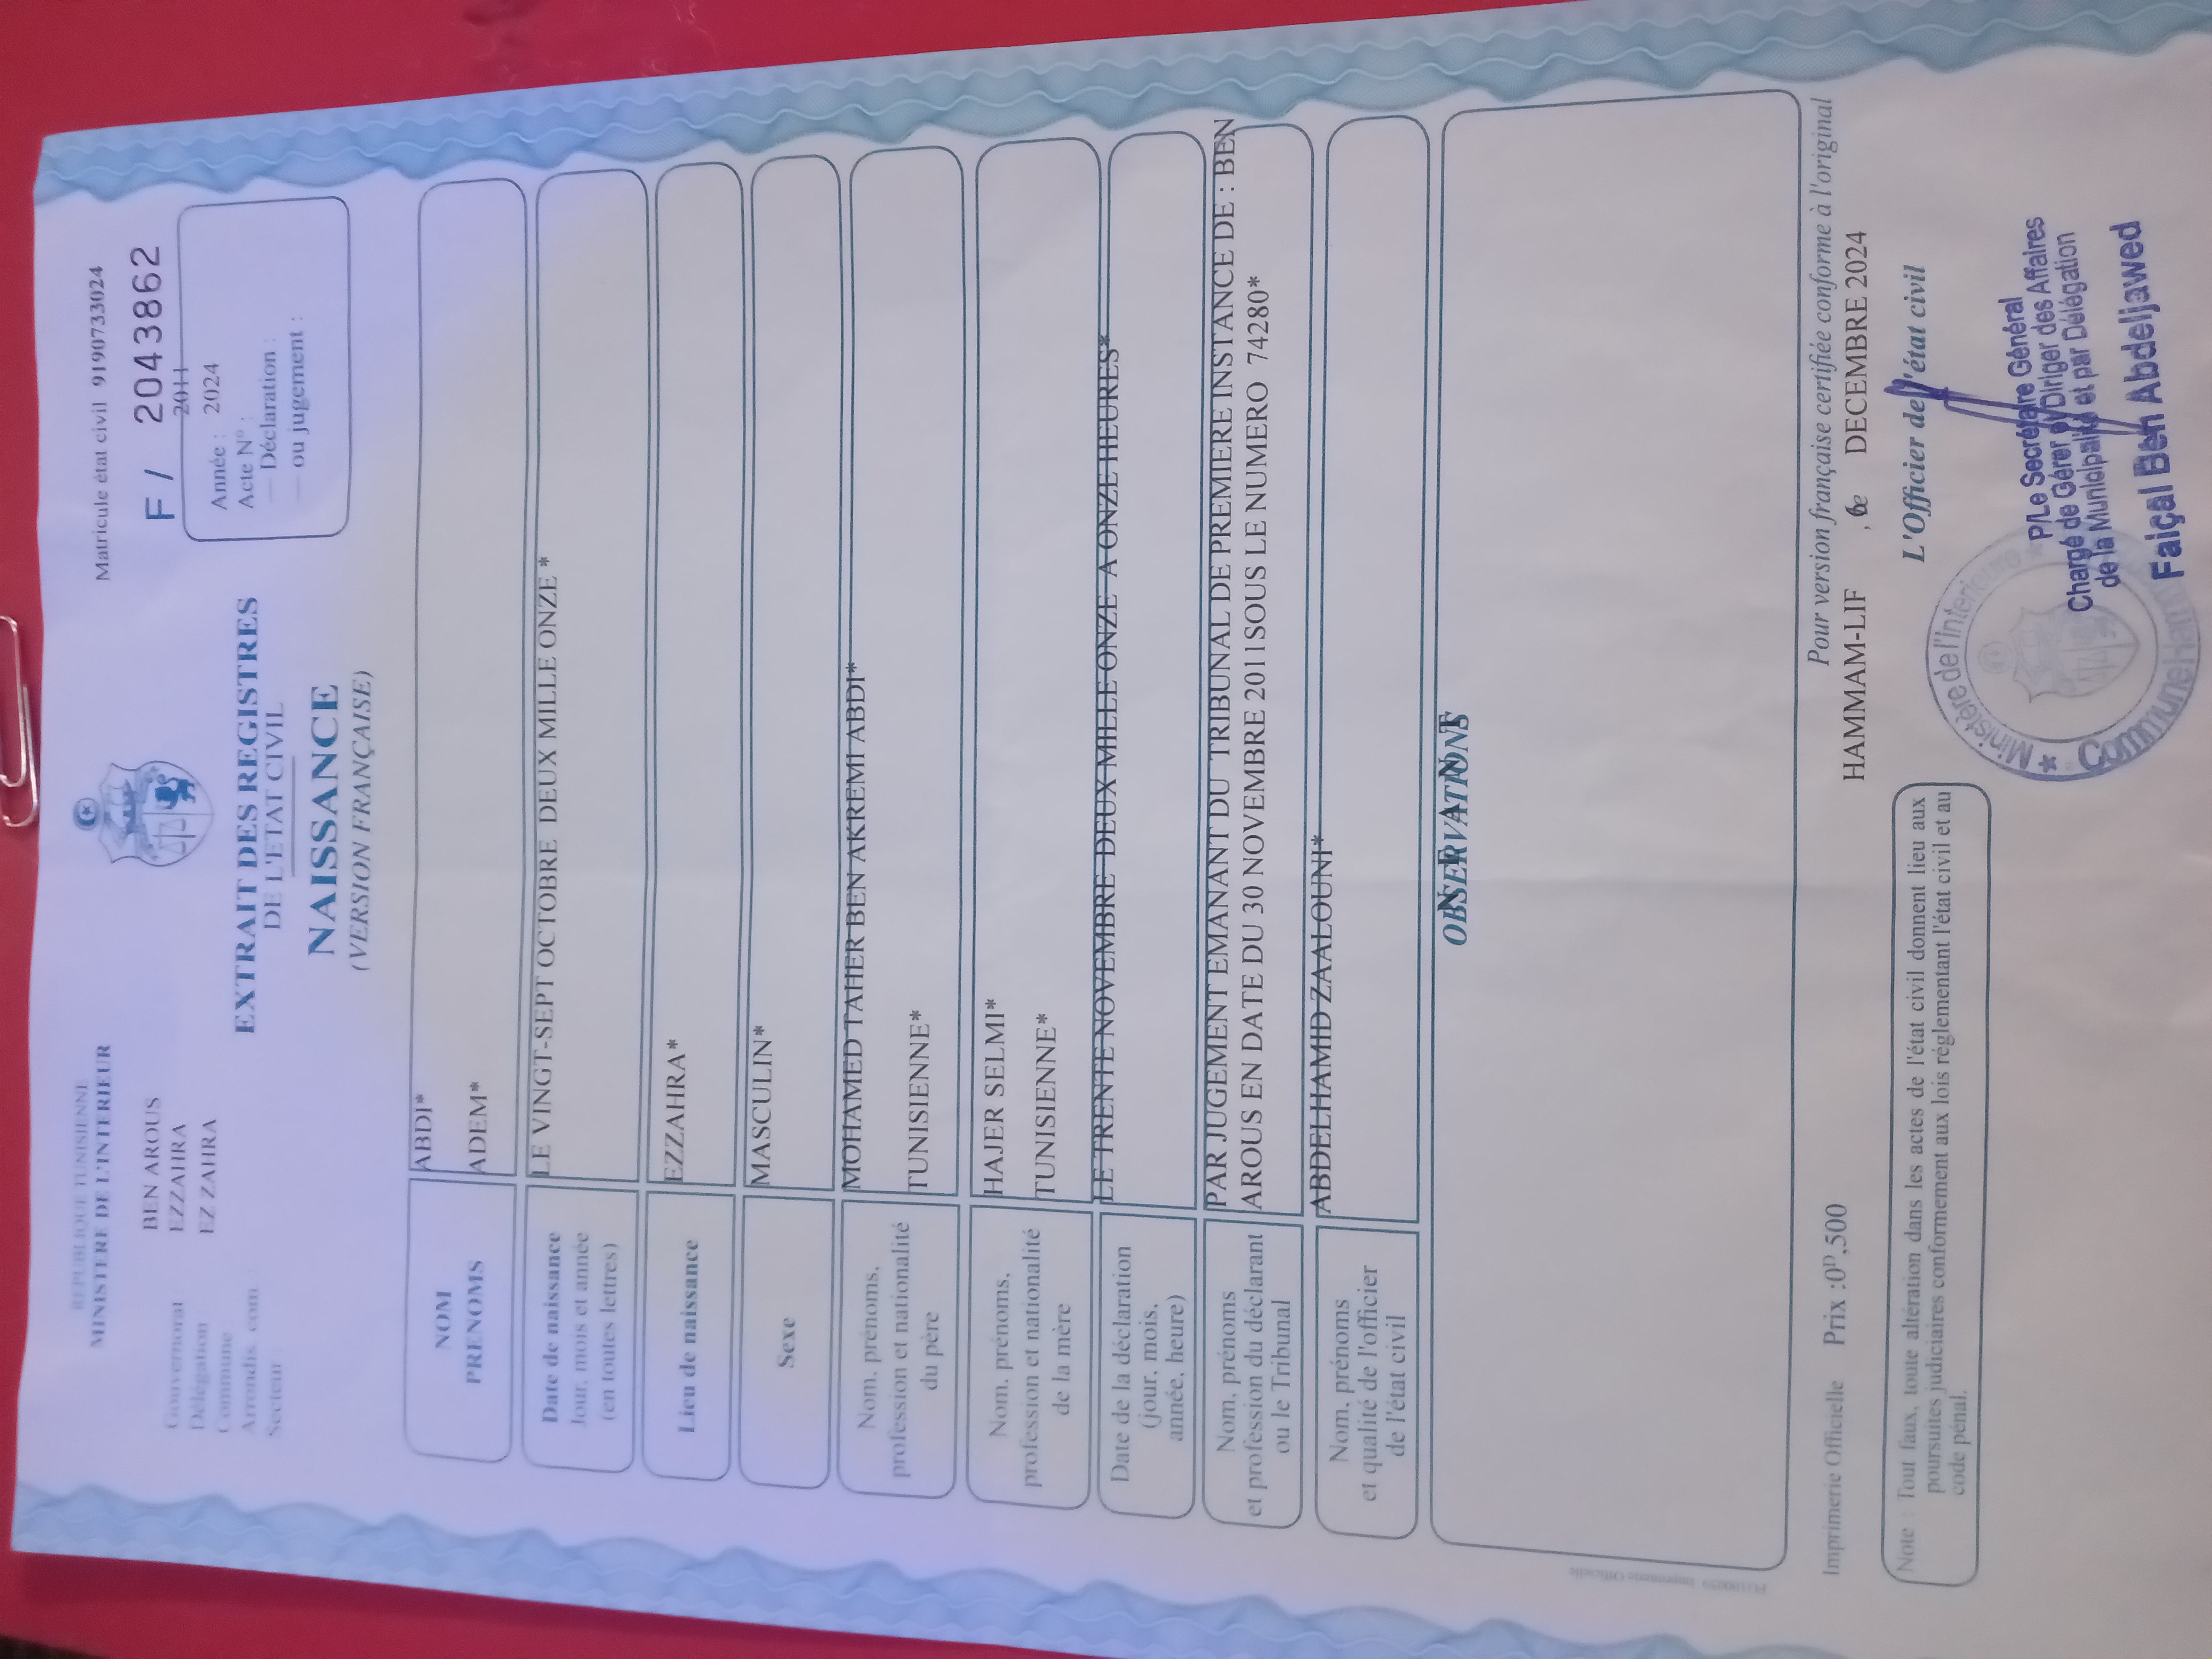 REPUBLIQUE TUNISIENNE
MINISTERE DE L'INTERIEUR
Gouvernorat BEN AROUS
Délégation EZZAHRA
Commune EZ ZAHRA
Arrondis com.
Secteur
Matricule état civil 9190733024
F / 2043862
2011
Année : 2024
Acte N° :
— Déclaration :
— ou jugement :
EXTRAIT DES REGISTRES
DE L'ETAT CIVIL
NAISSANCE
(VERSION FRANÇAISE)
NOM ABDI*
PRENOMS ADEM*
Date de naissance LE VINGT-SEPT OCTOBRE DEUX MILLE ONZE *
Jour, mois et année
(en toutes lettres)
Lieu de naissance EZZAHRA*
Sexe MASCULIN*
Nom, prénoms, MOHAMED TAHER BEN AKREMI ABDI*
profession et nationalité
du père TUNISIENNE*
Nom, prénoms, HAJER SELMI*
profession et nationalité
de la mère TUNISIENNE*
Date de la déclaration LE TRENTE NOVEMBRE DEUX MILLE ONZE A ONZE HEURES*
(jour, mois,
année, heure)
Nom, prénoms PAR JUGEMENT EMANANT DU TRIBUNAL DE PREMIERE INSTANCE DE : BEN
et profession du déclarant AROUS EN DATE DU 30 NOVEMBRE 2011SOUS LE NUMERO 74280*
ou le Tribunal
Nom, prénoms ABDELHAMID ZAALOUNI*
et qualité de l'officier
de l'état civil
OBSERVATIONS
Imprimerie Officielle
Imprimerie Officielle Prix :0ᴰ,500
Pour version française certifiée conforme à l'original
HAMMAM-LIF , le DECEMBRE 2024
L'Officier de l'état civil
Note : Tout faux, toute altération dans les actes de l'état civil donnent lieu aux
poursuites judiciaires conformement aux lois réglementant l'état civil et au
code pénal.
P/Le Secrétaire Général
Chargé de Gérer et Diriger des Affaires
de la Municipalité et par Délégation
Faiçal Ben Abdeljawed
Ministère de l'Interieur
Commune